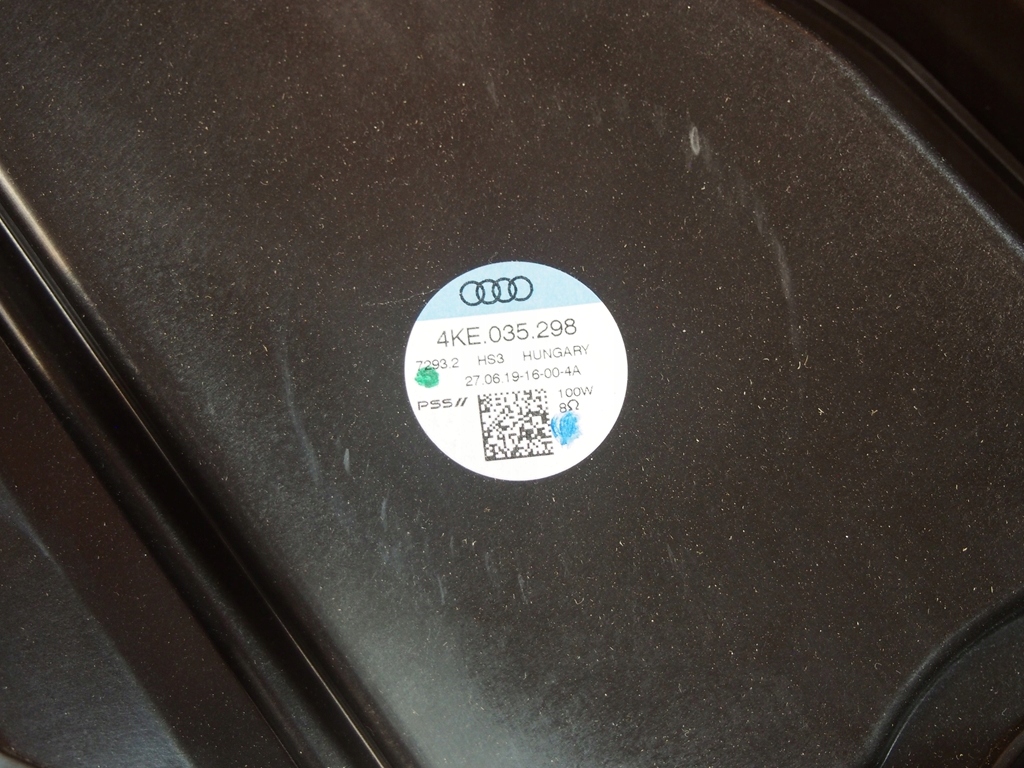 4KE.035.298
7293.2 HS3 HUNGARY
27.06.19-16-00-4A
PSS// 100W
8Ω